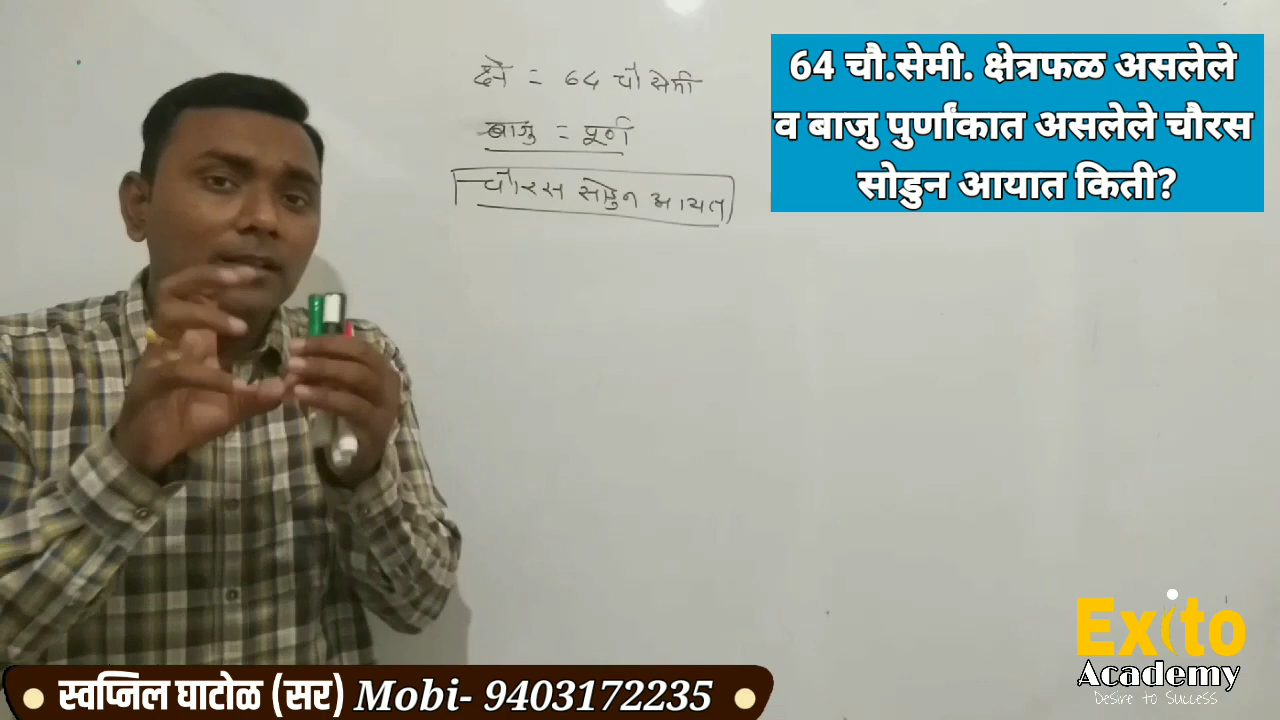 क्षे = 64 चौ सेमी
बाजु = पूर्ण
चौरस सोडुन आयत
64 चौ.सेमी. क्षेत्रफळ असलेले
व बाजु पुर्णांकात असलेले चौरस
सोडुन आयात किती?
Exito
Academy
Desire to Success
स्वप्निल घाटोळ (सर) Mobi- 9403172235